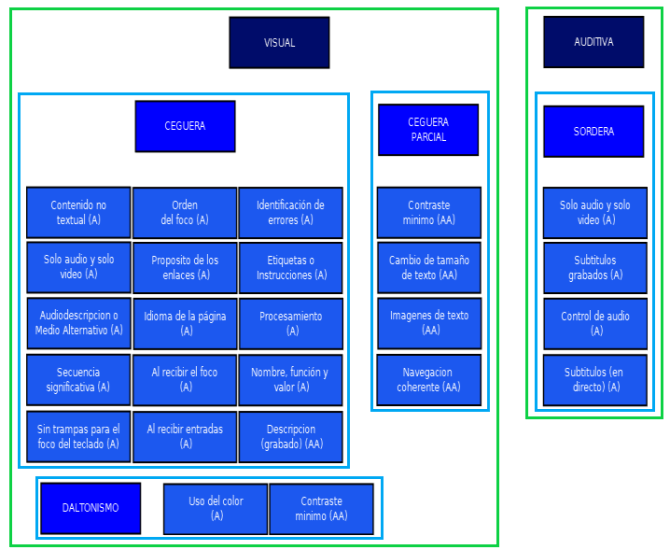 VISUAL
CEGUERA
Contenido no
textual (A)
Orden
del foco (A)
Identificación de
errores (A)
Solo audio y solo
video (A)
Proposito de los
enlaces (A)
Etiquetas o
Instrucciones (A)
Audiodescripcion o
Medio Alternativo (A)
Idioma de la página
(A)
Procesamiento
(A)
Secuencia
significativa (A)
Al recibir el foco
(A)
Nombre, función y
valor (A)
Sin trampas para el
foco del teclado (A)
Al recibir entradas
(A)
Descripcion
(grabado) (AA)
CEGUERA
PARCIAL
Contraste
minimo (AA)
Cambio de tamaño
de texto (AA)
Imagenes de texto
(AA)
Navegacion
coherente (AA)
DALTONISMO
Uso del color
(A)
Contraste
minimo (AA)
AUDITIVA
SORDERA
Solo audio y solo
video (A)
Subtitulos
grabados (A)
Control de audio
(A)
Subtitulos (en
directo) (A)